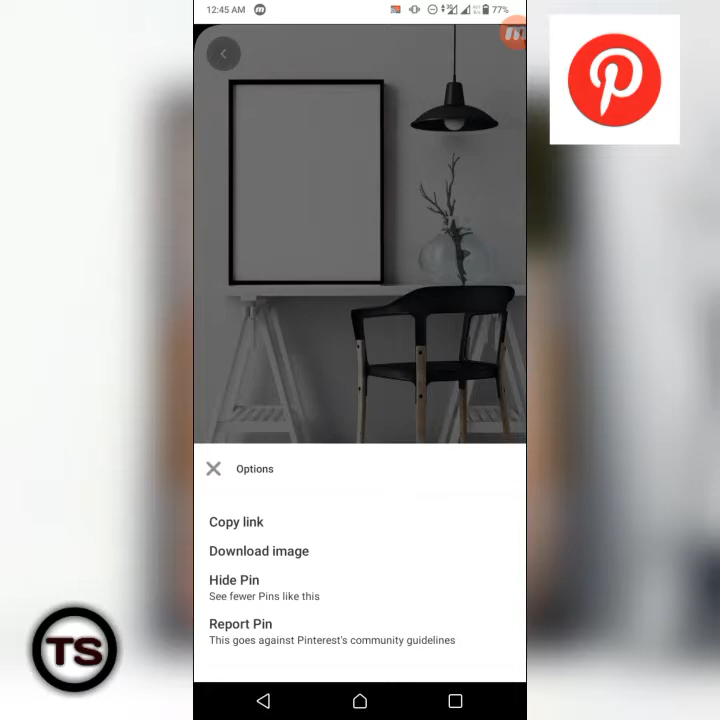 12:45 AM
77%
Options
Copy link
Download image
Hide Pin
See fewer Pins like this
Report Pin
This goes against Pinterest's community guidelines
TS